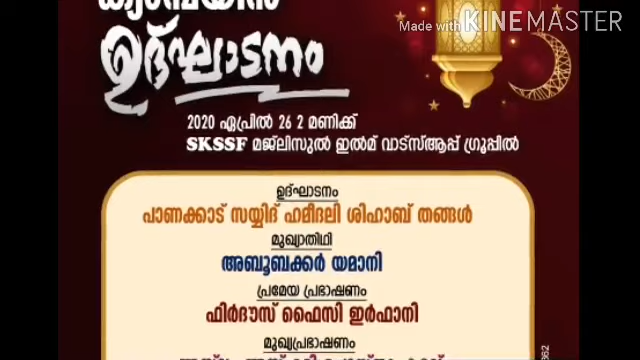 ക്യാമ്പയിൻ
Made with KINEMASTER
ഉദ്ഘാടനം
2020 ഏപ്രിൽ 26 2 മണിക്ക്
SKSSF മജ്ലിസുൽ ഇൽമ് വാട്സ്ആപ്പ് ഗ്രൂപ്പിൽ
ഉദ്ഘാടനം
പാണക്കാട് സയ്യിദ് ഹമീദലി ശിഹാബ് തങ്ങൾ
മുഖ്യാതിഥി
അബൂബക്കർ യമാനി
പ്രമേയ പ്രഭാഷണം
ഫിർദൗസ് ഫൈസി ഇർഫാനി
മുഖ്യപ്രഭാഷണം